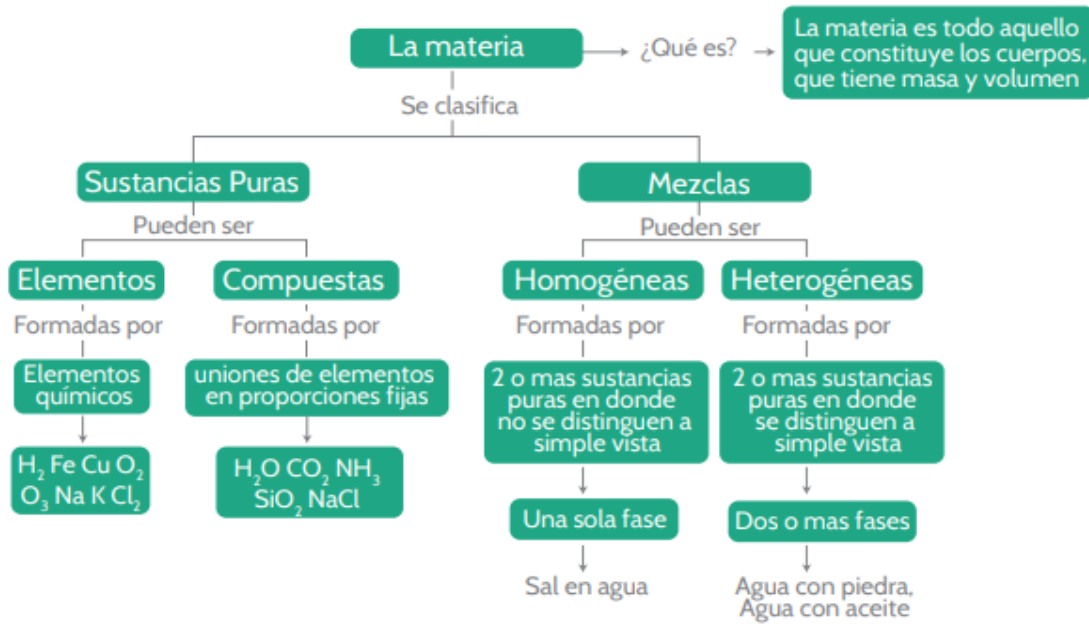 La materia
¿Qué es?
La materia es todo aquello
que constituye los cuerpos,
que tiene masa y volumen
Se clasifica
Sustancias Puras
Mezclas
Pueden ser
Pueden ser
Elementos
Compuestas
Homogéneas
Heterogéneas
Formadas por
Formadas por
Formadas por
Formadas por
Elementos
químicos
uniones de elementos
en proporciones fijas
2 o mas sustancias
puras en donde
no se distinguen a
simple vista
2 o mas sustancias
puras en donde
se distinguen a
simple vista
H₂ Fe Cu O₂
O₃ Na K Cl₂
H₂O CO₂ NH₃
SiO₂ NaCl
Una sola fase
Dos o mas fases
Sal en agua
Agua con piedra,
Agua con aceite